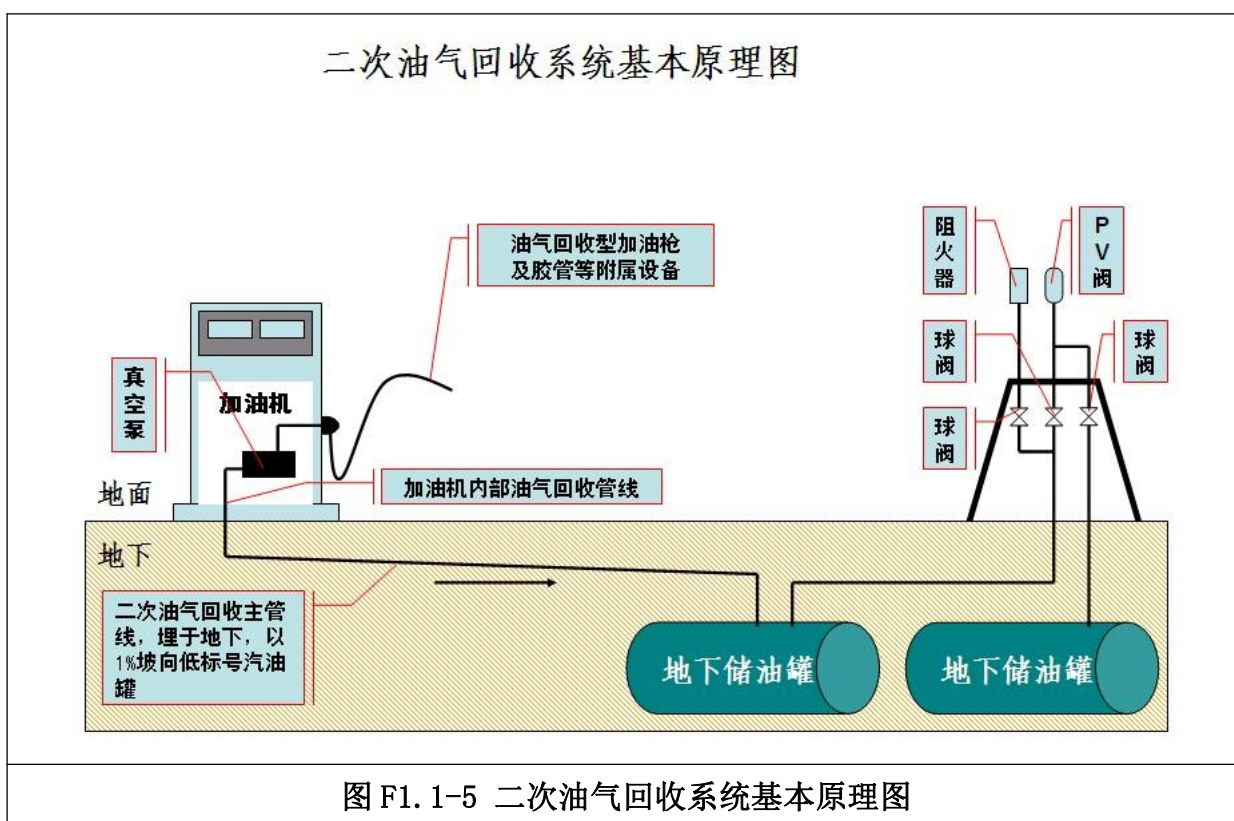 二次油气回收系统基本原理图
油气回收型加油枪
及胶管等附属设备
阻
火
器
P
V
阀
球
阀
球
阀
真
空
泵
加油机
球
阀
加油机内部油气回收管线
地面
地下
二次油气回收主管
线，埋于地下，以
1%坡向低标号汽油
罐
地下储油罐
地下储油罐
图 F1.1-5 二次油气回收系统基本原理图